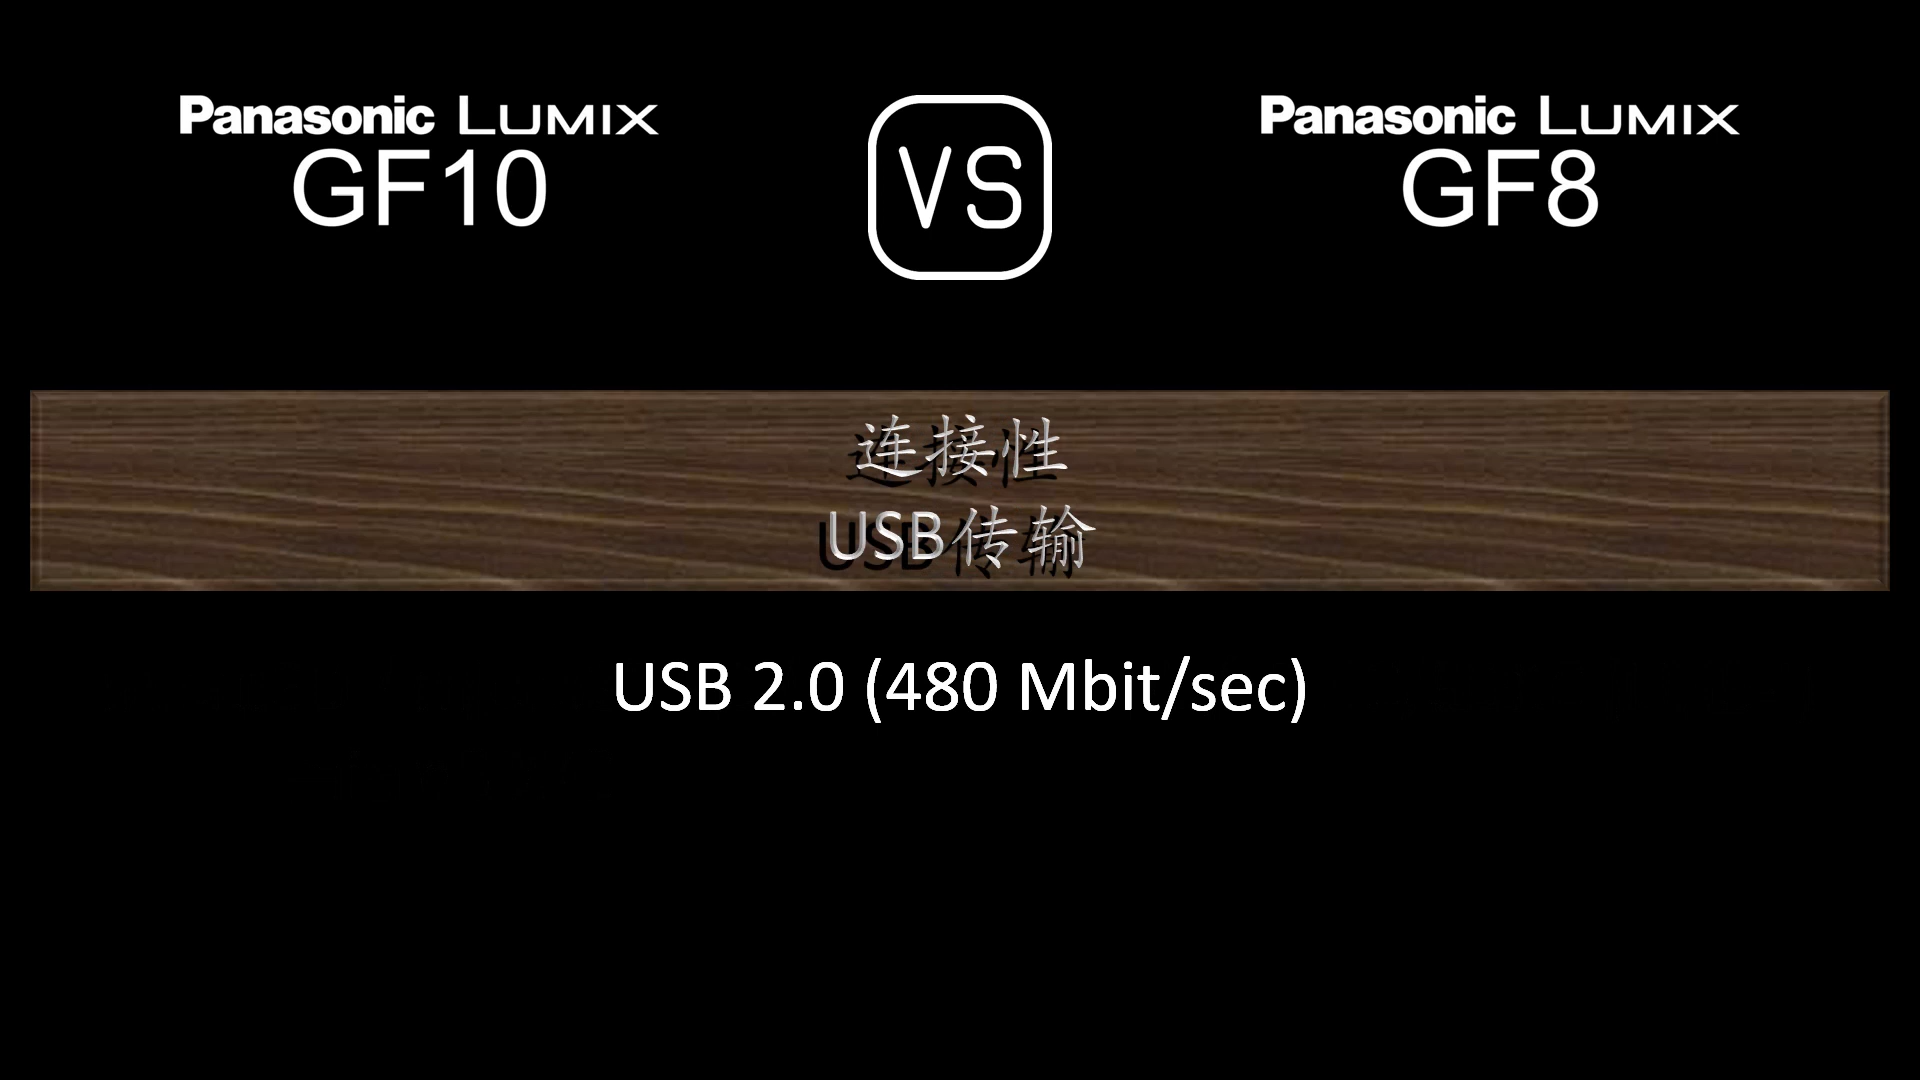 Panasonic LUMIX
GF10
VS
Panasonic LUMIX
GF8
连接性
USB传输
USB 2.0 (480 Mbit/sec)